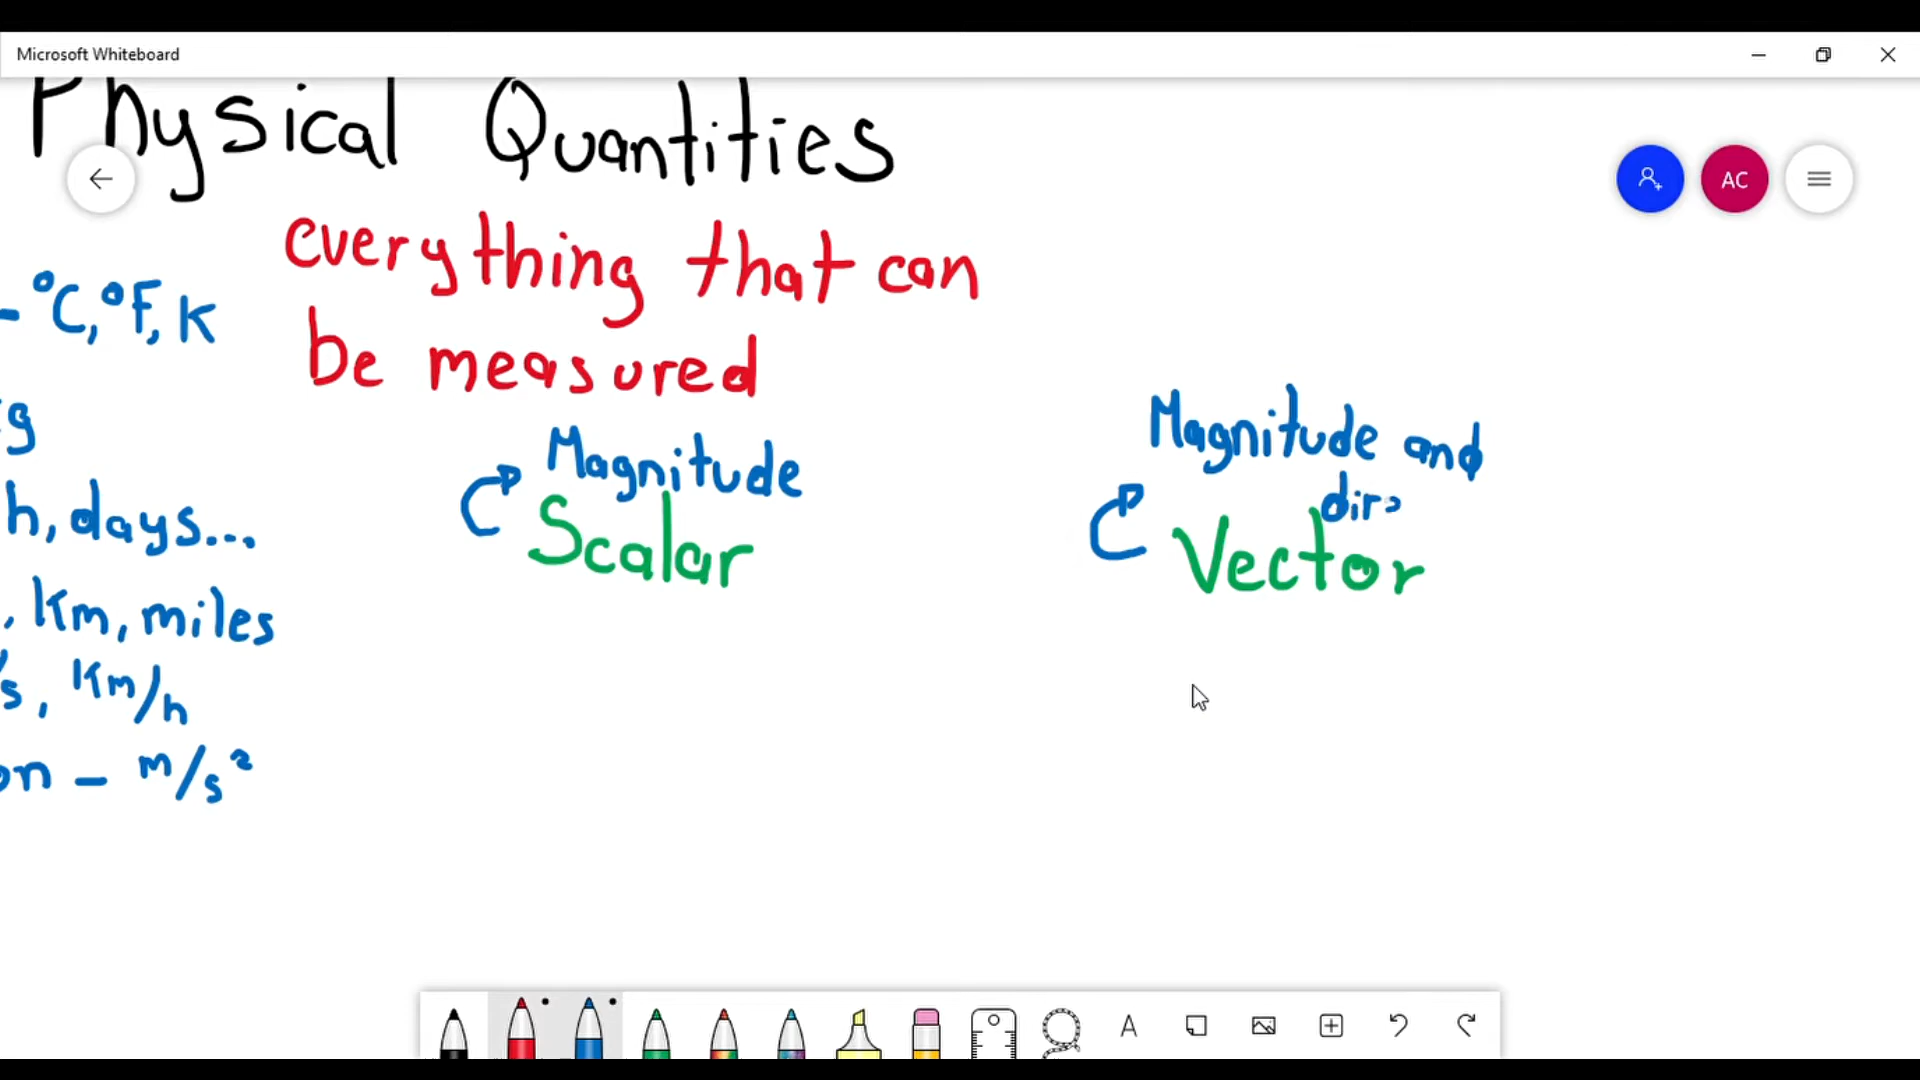 Microsoft Whiteboard
Physical Quantities
AC
everything that can
- °C, °F, K
be measured
g
Magnitude
Magnitude and
dir
h, days...
Scalar
Vector
, Km, miles
s, Km/h
on - m/s²
A